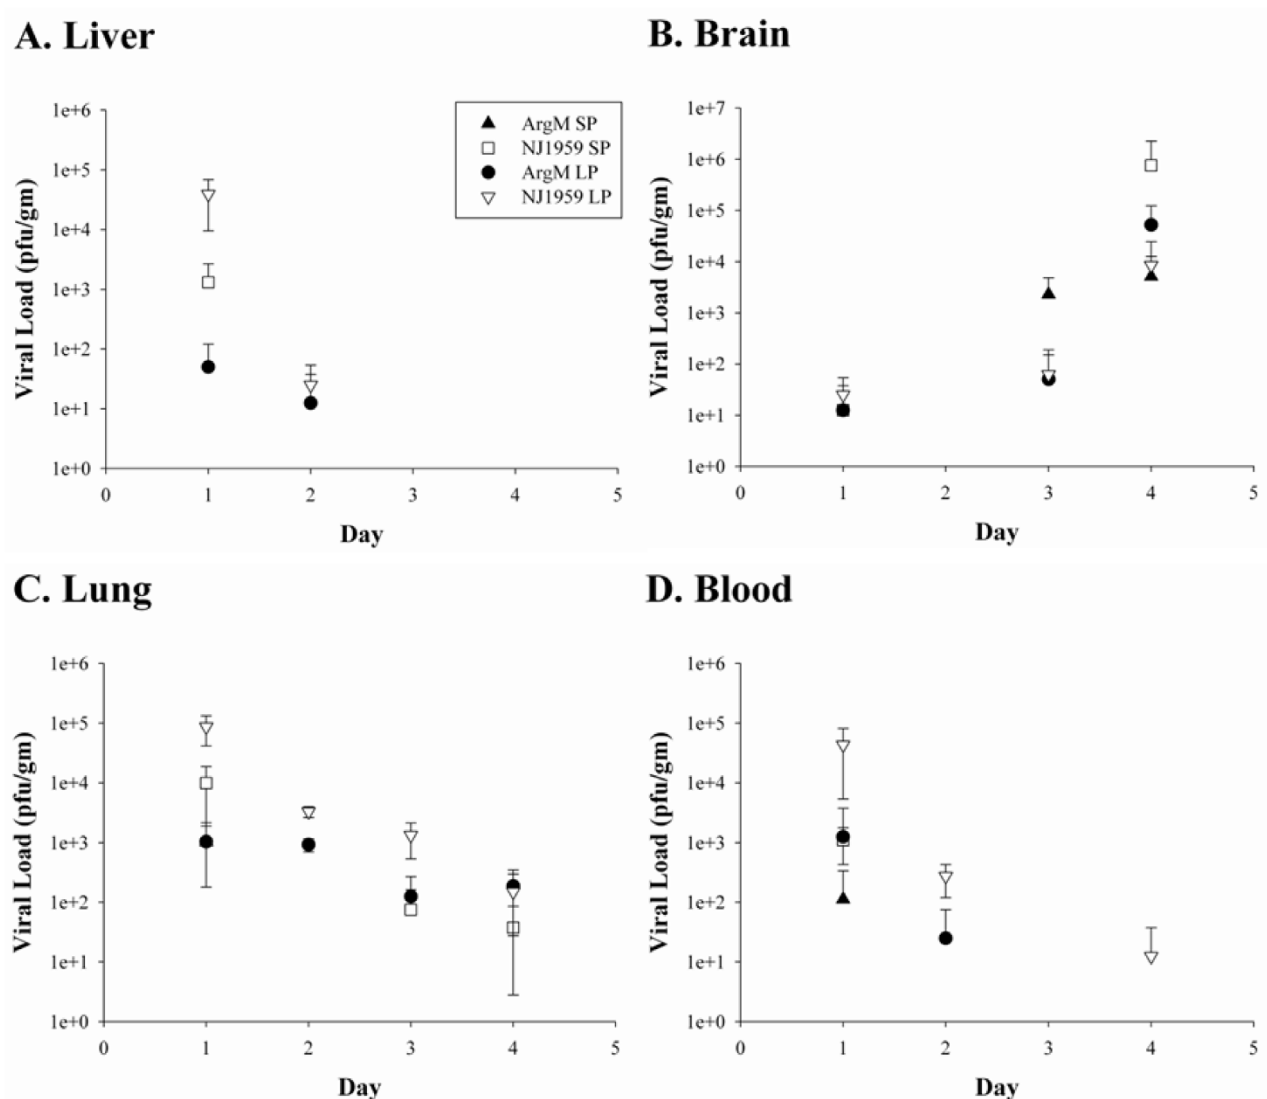 A. Liver
1e+6
1e+5
1e+4
1e+3
1e+2
1e+1
1e+0
Viral Load (pfu/gm)
0 1 2 3 4 5
Day
ArgM SP
NJ1959 SP
ArgM LP
NJ1959 LP
B. Brain
1e+7
1e+6
1e+5
1e+4
1e+3
1e+2
1e+1
1e+0
Viral Load (pfu/gm)
0 1 2 3 4 5
Day
C. Lung
1e+6
1e+5
1e+4
1e+3
1e+2
1e+1
1e+0
Viral Load (pfu/gm)
0 1 2 3 4 5
Day
D. Blood
1e+6
1e+5
1e+4
1e+3
1e+2
1e+1
1e+0
Viral Load (pfu/gm)
0 1 2 3 4 5
Day